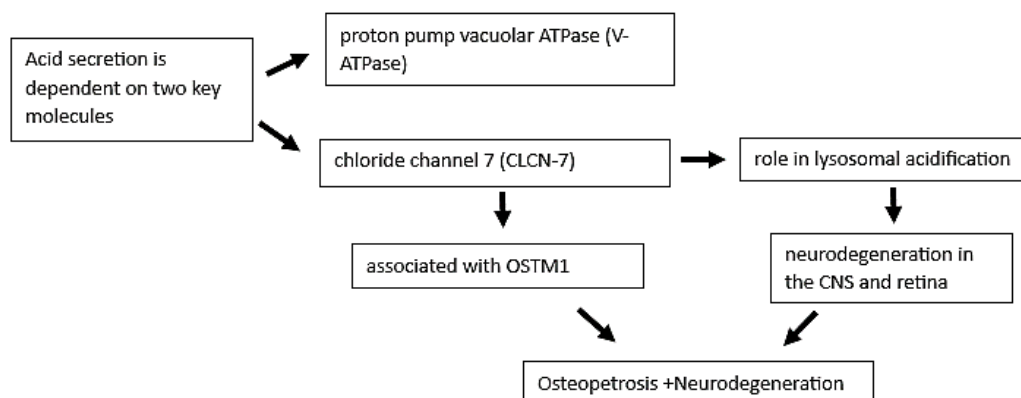 Acid secretion is
dependent on two key
molecules
proton pump vacuolar ATPase (V-
ATPase)
chloride channel 7 (CLCN-7)
role in lysosomal acidification
associated with OSTM1
neurodegeneration in
the CNS and retina
Osteopetrosis +Neurodegeneration